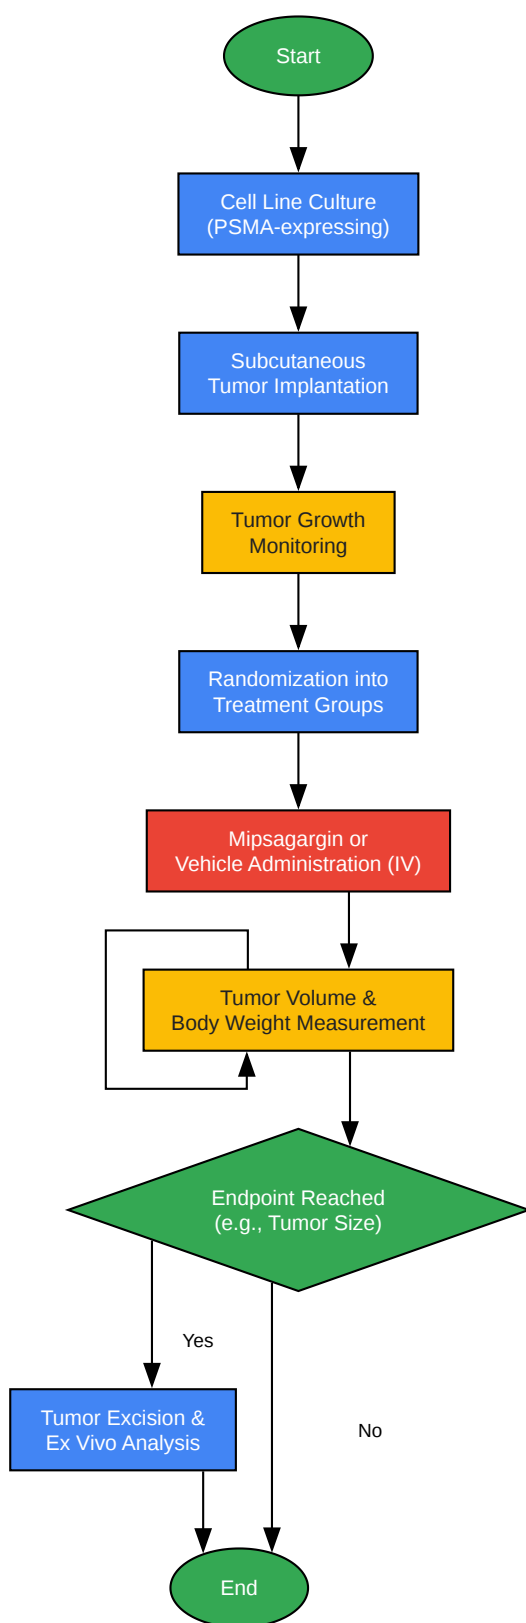 Start
Cell Line Culture
(PSMA-expressing)
Subcutaneous
Tumor Implantation
Tumor Growth
Monitoring
Randomization into
Treatment Groups
Mipsagargin or
Vehicle Administration (IV)
Tumor Volume &
Body Weight Measurement
Endpoint Reached
(e.g., Tumor Size)
Yes
Tumor Excision &
Ex Vivo Analysis
No
End